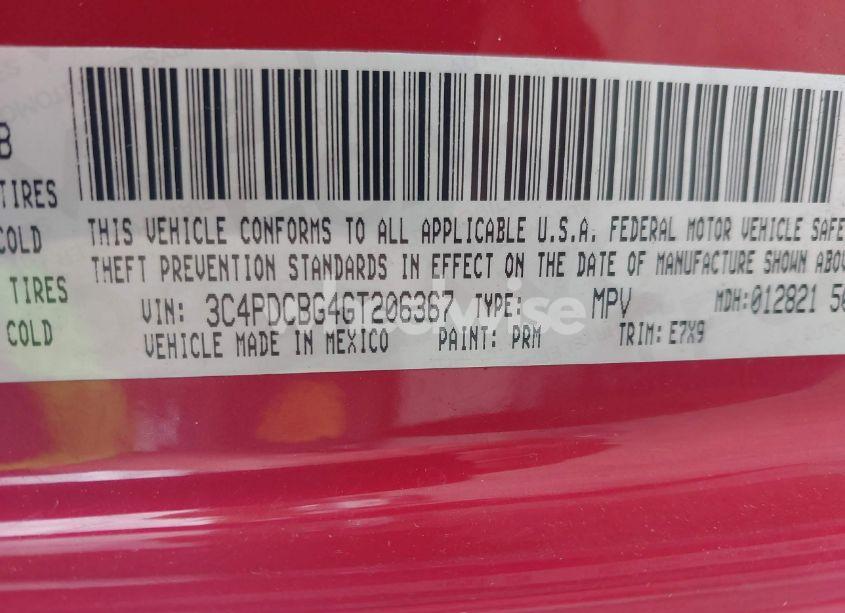 B
TIRES
COLD
TIRES
COLD
THIS VEHICLE CONFORMS TO ALL APPLICABLE U.S.A. FEDERAL MOTOR VEHICLE SAFE
THEFT PREVENTION STANDARDS IN EFFECT ON THE DATE OF MANUFACTURE SHOWN ABOV
VIN: 3C4PDCBG4GT206367 TYPE: MPV MDH:012821 50
VEHICLE MADE IN MEXICO PAINT: PRM TRIM: E7X9